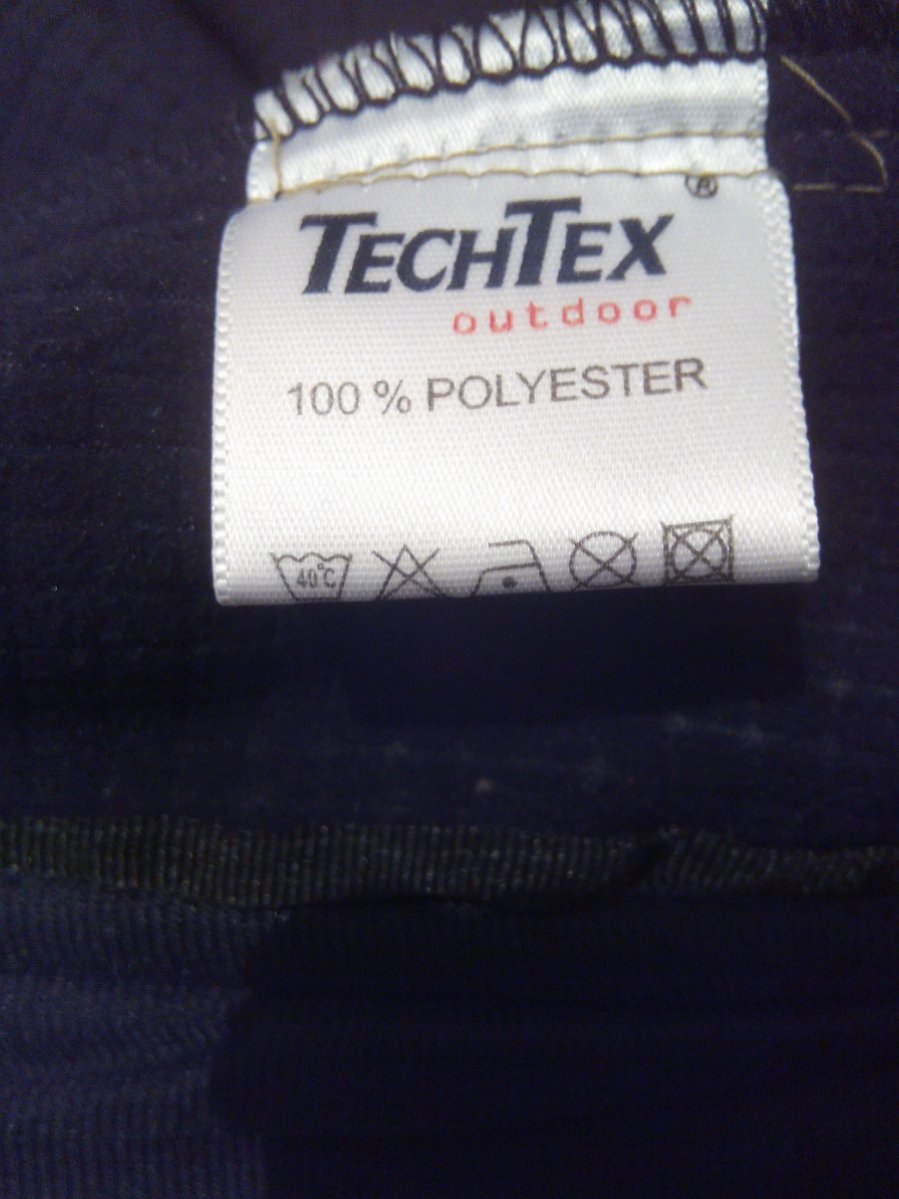 TECHTEX®
outdoor
100 % POLYESTER
40°C